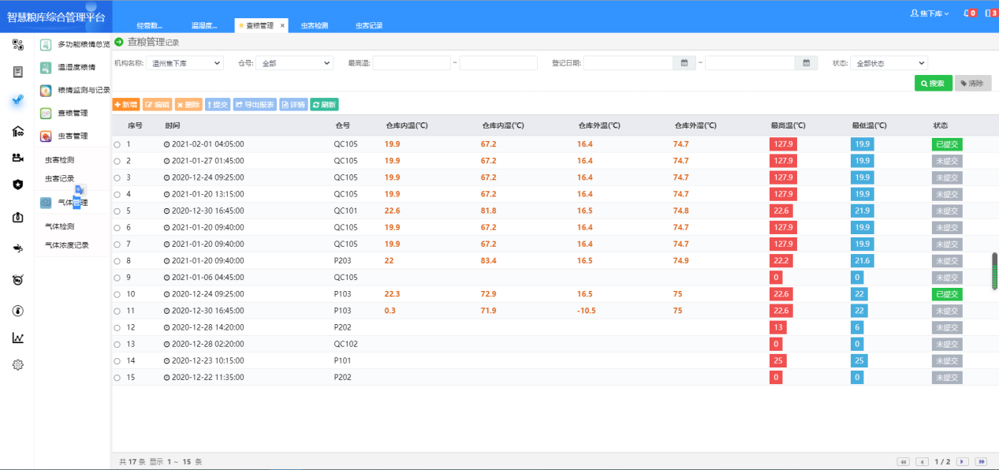 智慧粮库综合管理平台
焦下库
0
3
经营数...
温湿度...
查粮管理 ×
虫害检测
虫害记录
多功能粮情总览
温湿度粮情
粮情监测与记录
查粮管理
虫害管理
虫害检测
虫害记录
气体管理
气体检测
气体浓度记录
查粮管理记录
机构名称: 温州焦下库 仓号: 全部 最高温: ~ 登记日期: ~ 状态: 全部状态
搜索 清除
新增 编辑 删除 提交 导出报表 详情 刷新
序号 时间 仓号 仓库内温(℃) 仓库内湿(℃) 仓库外温(℃) 仓库外湿(℃) 最高温(℃) 最低温(℃) 状态
1 2021-02-01 04:05:00 QC105 19.9 67.2 16.4 74.7 127.9 19.9 已提交
2 2021-01-27 01:45:00 QC105 19.9 67.2 16.4 74.7 127.9 19.9 未提交
3 2020-12-24 09:25:00 QC105 19.9 67.2 16.4 74.7 127.9 19.9 未提交
4 2021-01-20 13:15:00 QC105 19.9 67.2 16.4 74.7 127.9 19.9 未提交
5 2020-12-30 16:45:00 QC101 22.6 81.8 16.5 74.8 22.6 21.9 未提交
6 2021-01-20 09:40:00 QC105 19.9 67.2 16.4 74.7 127.9 19.9 未提交
7 2021-01-20 09:40:00 QC105 19.9 67.2 16.4 74.7 127.9 19.9 未提交
8 2021-01-20 09:40:00 P203 22 83.4 16.5 74.9 22.2 21.6 未提交
9 2021-01-06 04:45:00 QC105 0 0 未提交
10 2020-12-24 09:25:00 P103 22.3 72.9 16.5 75 22.6 22 已提交
11 2020-12-30 16:45:00 P103 0.3 71.9 -10.5 75 22.6 22 未提交
12 2020-12-28 14:20:00 P202 13 6 未提交
13 2020-12-28 02:20:00 QC102 0 0 未提交
14 2020-12-23 10:15:00 P101 25 25 未提交
15 2020-12-22 11:35:00 P202 0 0 未提交
共 17 条 显示 1 ~ 15 条
1 / 2